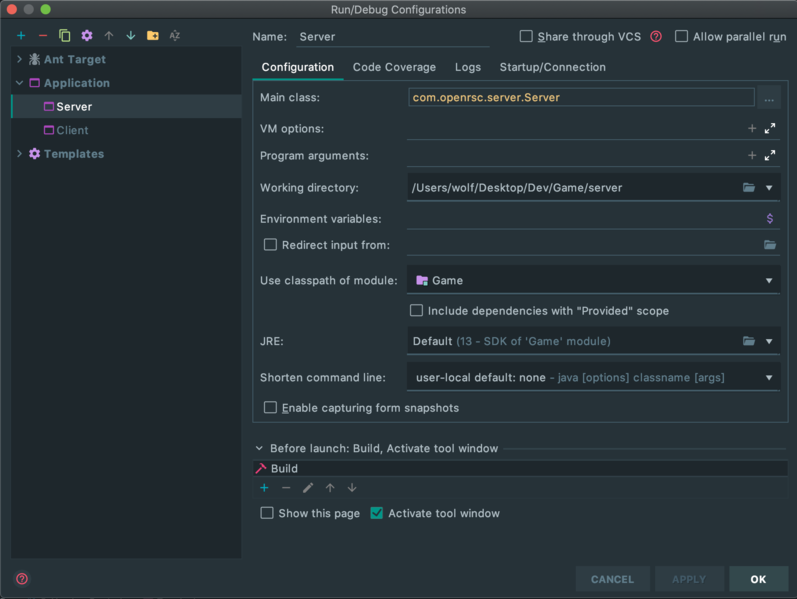 Run/Debug Configurations
Name: Server
Share through VCS
Allow parallel run
Ant Target
Application
Server
Client
Templates
Configuration
Code Coverage
Logs
Startup/Connection
Main class: com.openrsc.server.Server ...
VM options:
Program arguments:
Working directory: /Users/wolf/Desktop/Dev/Game/server
Environment variables: $
Redirect input from:
Use classpath of module: Game
Include dependencies with "Provided" scope
JRE: Default (13 - SDK of 'Game' module)
Shorten command line: user-local default: none - java [options] classname [args]
Enable capturing form snapshots
Before launch: Build, Activate tool window
Build
Show this page
Activate tool window
CANCEL
APPLY
OK